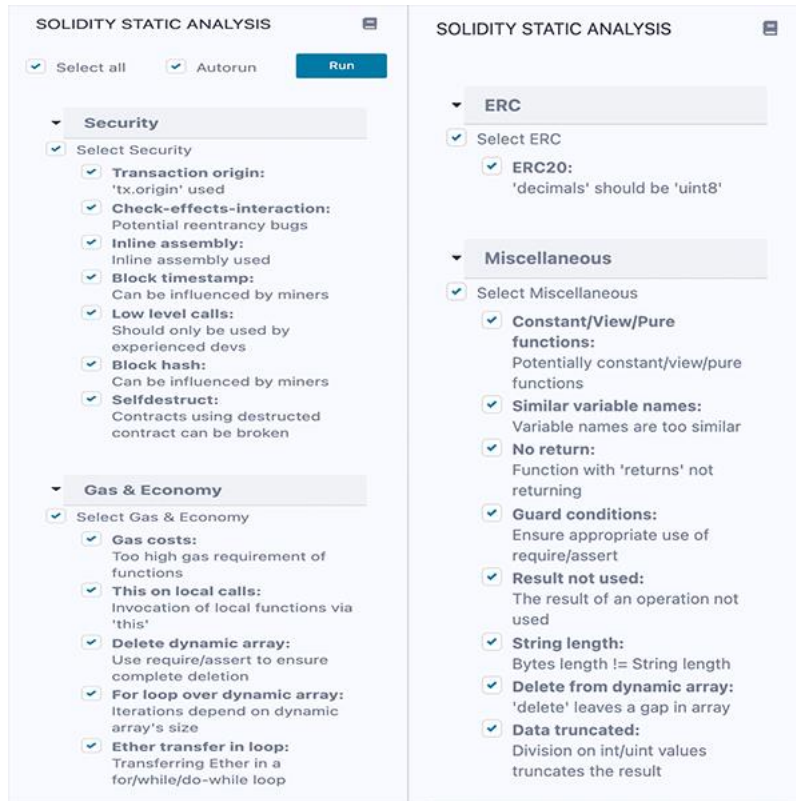 SOLIDITY STATIC ANALYSIS
Select all
Autorun
Run
Security
Select Security
Transaction origin:
'tx.origin' used
Check-effects-interaction:
Potential reentrancy bugs
Inline assembly:
Inline assembly used
Block timestamp:
Can be influenced by miners
Low level calls:
Should only be used by
experienced devs
Block hash:
Can be influenced by miners
Selfdestruct:
Contracts using destructed
contract can be broken
Gas & Economy
Select Gas & Economy
Gas costs:
Too high gas requirement of
functions
This on local calls:
Invocation of local functions via
'this'
Delete dynamic array:
Use require/assert to ensure
complete deletion
For loop over dynamic array:
Iterations depend on dynamic
array's size
Ether transfer in loop:
Transferring Ether in a
for/while/do-while loop
SOLIDITY STATIC ANALYSIS
ERC
Select ERC
ERC20:
'decimals' should be 'uint8'
Miscellaneous
Select Miscellaneous
Constant/View/Pure
functions:
Potentially constant/view/pure
functions
Similar variable names:
Variable names are too similar
No return:
Function with 'returns' not
returning
Guard conditions:
Ensure appropriate use of
require/assert
Result not used:
The result of an operation not
used
String length:
Bytes length != String length
Delete from dynamic array:
'delete' leaves a gap in array
Data truncated:
Division on int/uint values
truncates the result